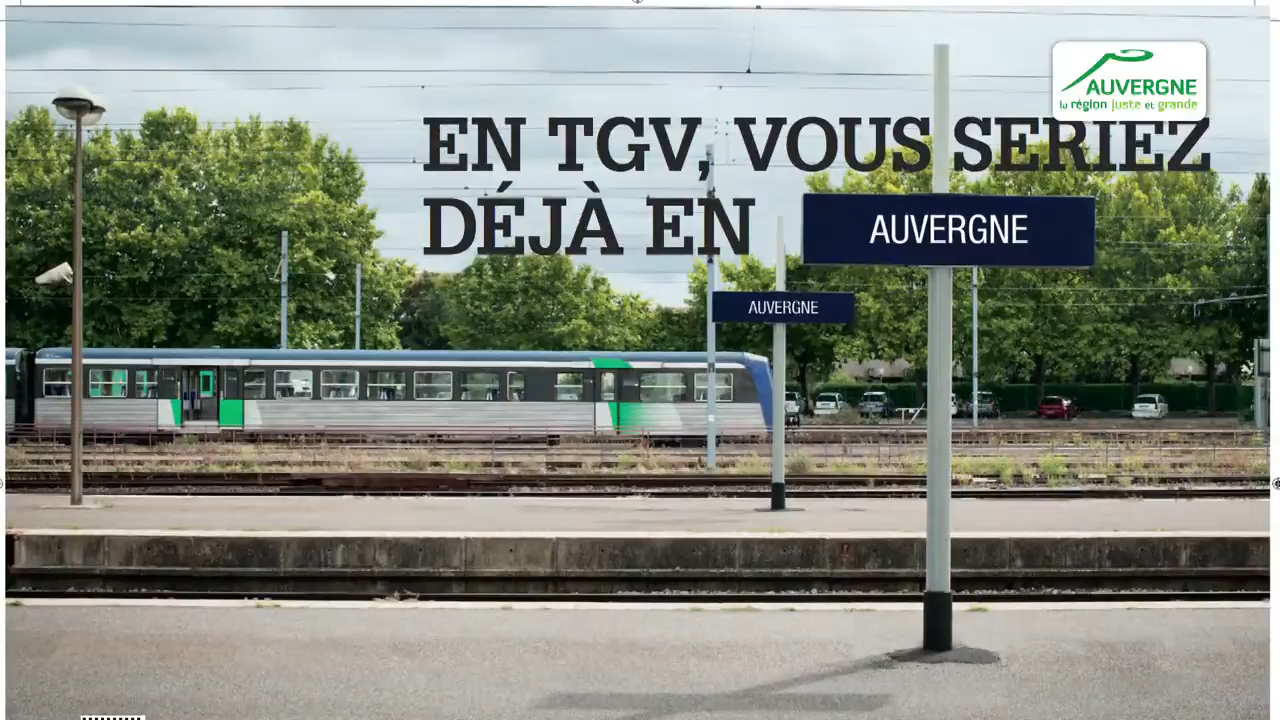 AUVERGNE
la région juste et grande
EN TGV, VOUS SERIEZ
DÉJÀ EN
AUVERGNE
AUVERGNE